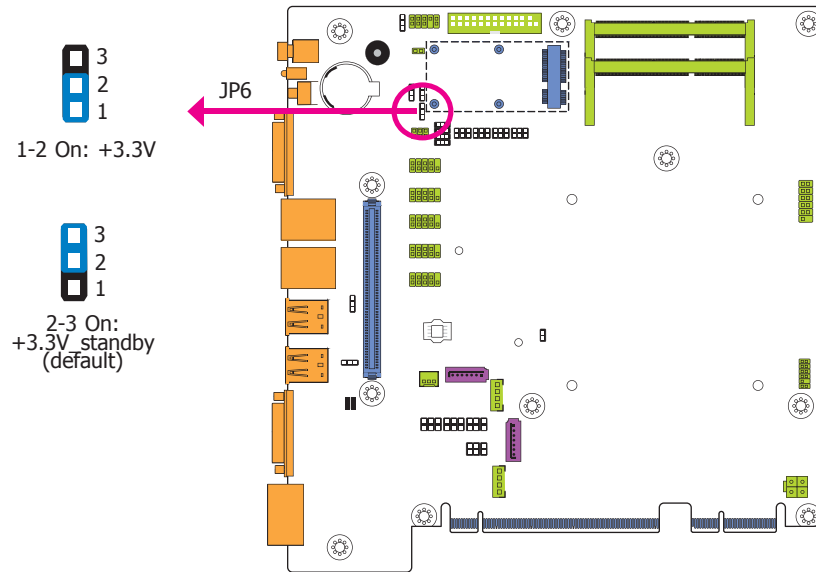 3
2
1
1-2 On: +3.3V
JP6
3
2
1
2-3 On:
+3.3V_standby
(default)